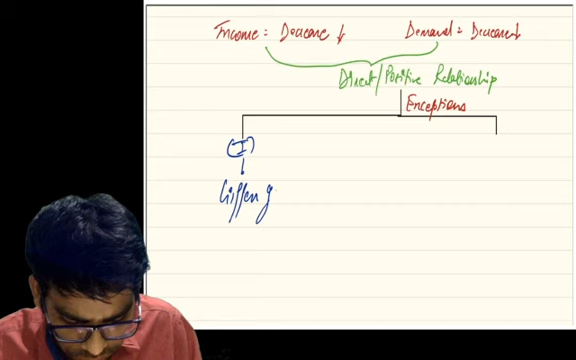 Income = Decrease ↓ Demand = Decrease ↓
Direct/Positive Relationship
Exceptions
(I)
Giffen g